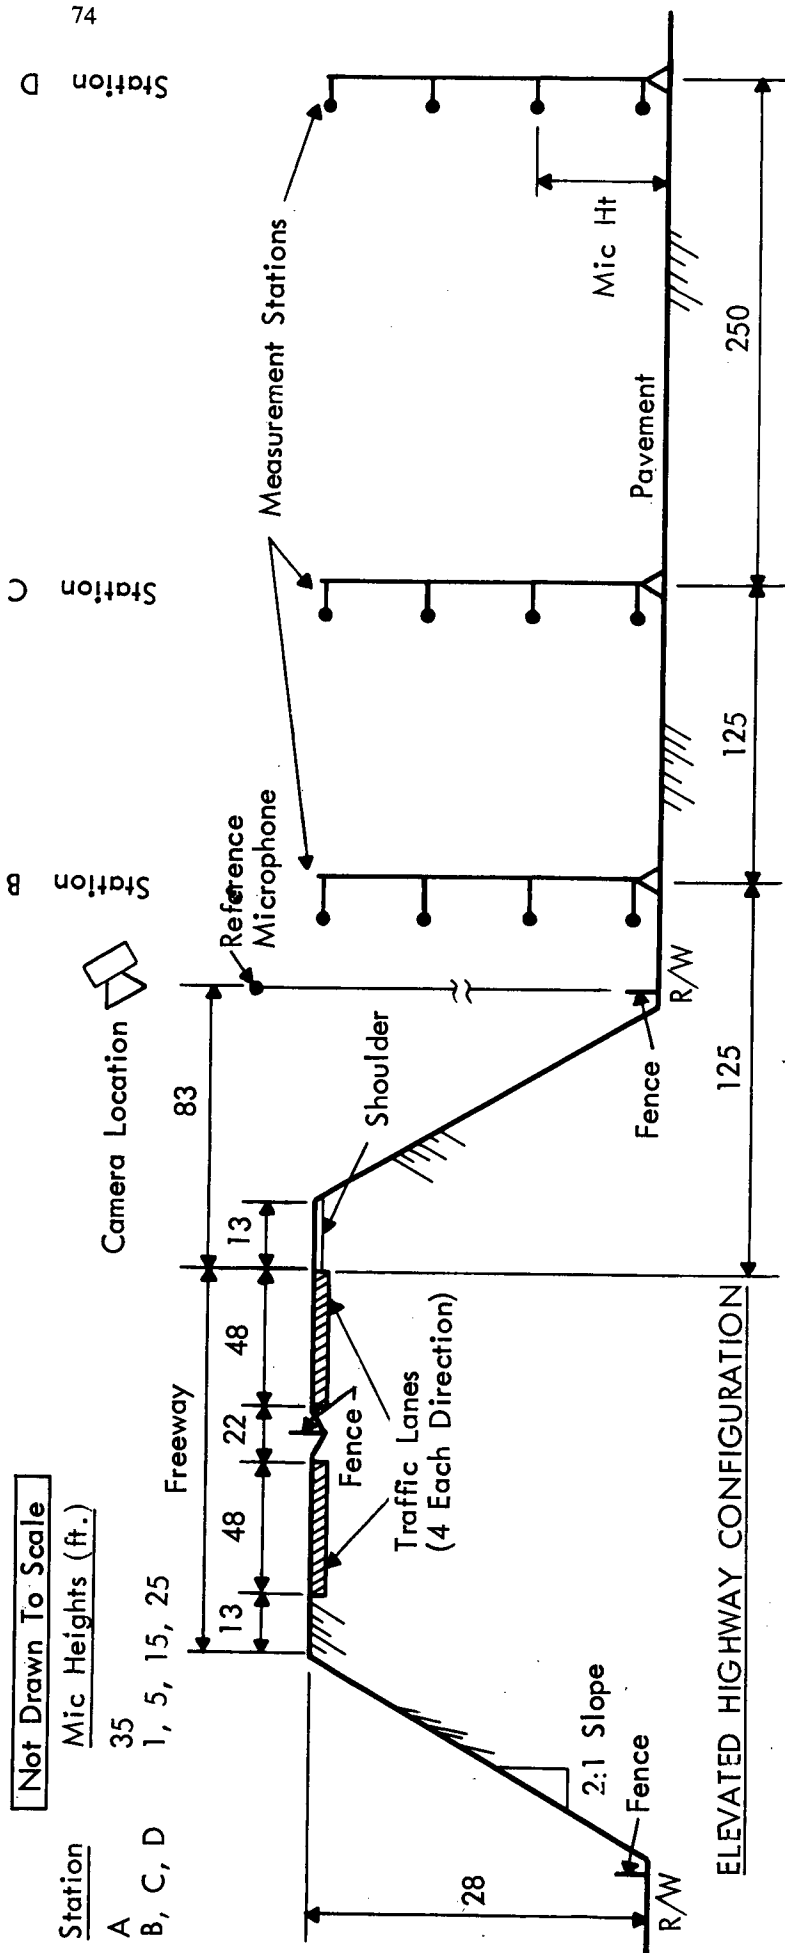 74
Not Drawn To Scale
Station Mic Heights (ft.)
A 35
B, C, D 1, 5, 15, 25
Station B
Station C
Station D
Camera Location
Freeway
83
13
48
22
48
13
Reference
Microphone
Measurement Stations
Shoulder
Fence
Traffic Lanes
(4 Each Direction)
Mic Ht
28
2:1 Slope
Fence
R/W
Fence
R/W
Pavement
125
125
250
ELEVATED HIGHWAY CONFIGURATION